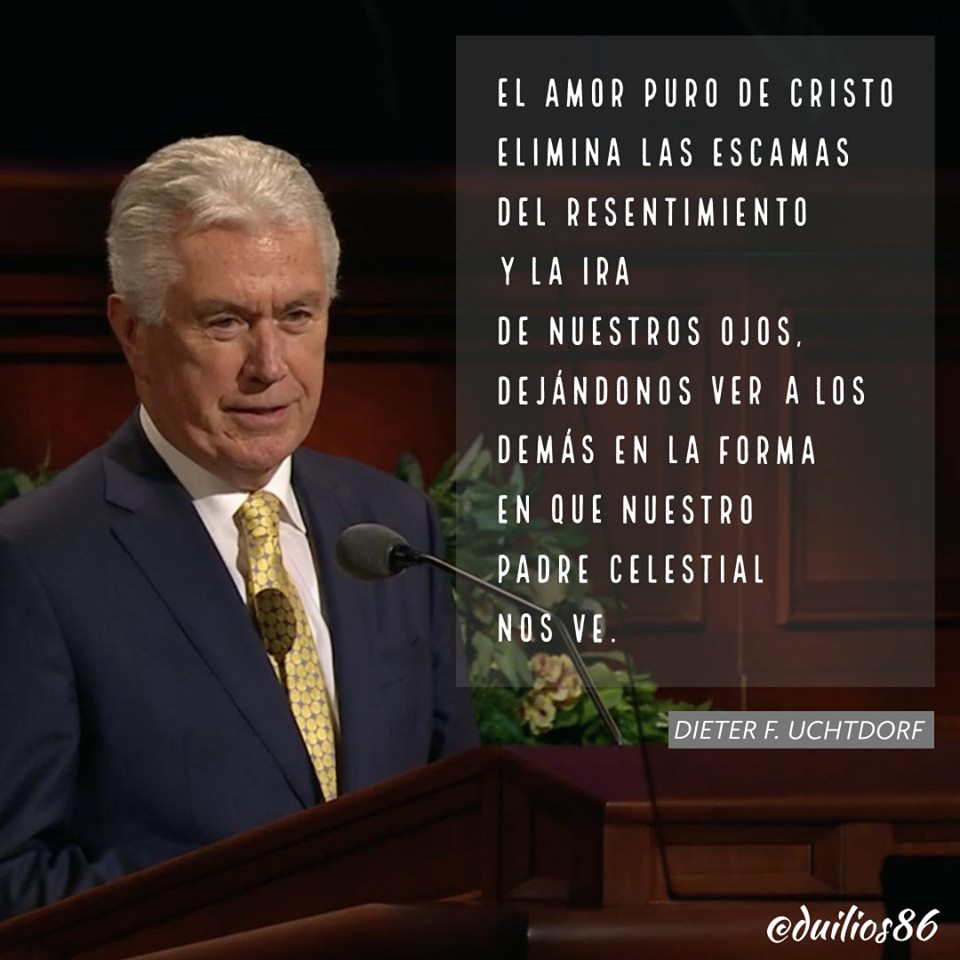 EL AMOR PURO DE CRISTO
ELIMINA LAS ESCAMAS
DEL RESENTIMIENTO
Y LA IRA
DE NUESTROS OJOS,
DEJÁNDONOS VER A LOS
DEMÁS EN LA FORMA
EN QUE NUESTRO
PADRE CELESTIAL
NOS VE.
DIETER F. UCHTDORF
@duilios86